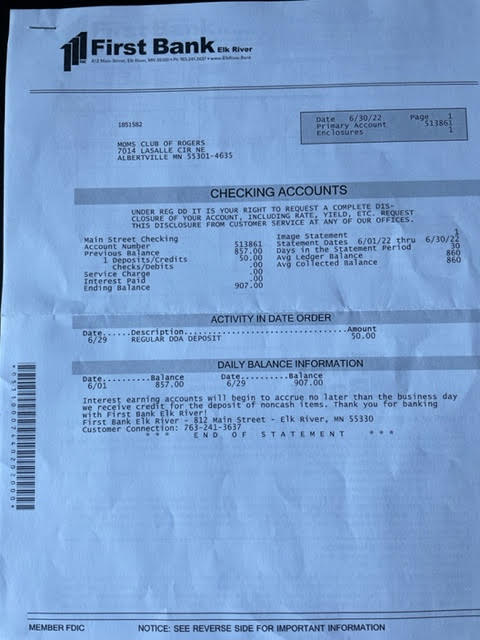 First Bank Elk River
812 Main Street, Elk River, MN 55330 • Ph: 763.241.3637 •
1851582
Date 6/30/22 Page 1
Primary Account 513861
Enclosures 1
MOMS CLUB OF ROGERS
7014 LASALLE CIR NE
ALBERTVILLE MN 55301-4635
CHECKING ACCOUNTS
UNDER REG DD IT IS YOUR RIGHT TO REQUEST A COMPLETE DIS-
CLOSURE OF YOUR ACCOUNT, INCLUDING RATE, YIELD, ETC. REQUEST
THIS DISCLOSURE FROM CUSTOMER SERVICE AT ANY OF OUR OFFICES.
Main Street Checking Image Statement 1
Account Number 513861 Statement Dates 6/01/22 thru 6/30/22
Previous Balance 857.00 Days in the Statement Period 30
1 Deposits/Credits 50.00 Avg Ledger Balance 860
Checks/Debits .00 Avg Collected Balance 860
Service Charge .00
Interest Paid .00
Ending Balance 907.00
ACTIVITY IN DATE ORDER
Date......Description.......................................Amount
6/29 REGULAR DDA DEPOSIT 50.00
DAILY BALANCE INFORMATION
Date..........Balance Date..........Balance
6/01 857.00 6/29 907.00
Interest earning accounts will begin to accrue no later than the business day
we receive credit for the deposit of noncash items. Thank you for banking
with First Bank Elk River!
First Bank Elk River - 812 Main Street - Elk River, MN 55330
Customer Connection: 763-241-3637
* * * E N D O F S T A T E M E N T * * *
MEMBER FDIC NOTICE: SEE REVERSE SIDE FOR IMPORTANT INFORMATION